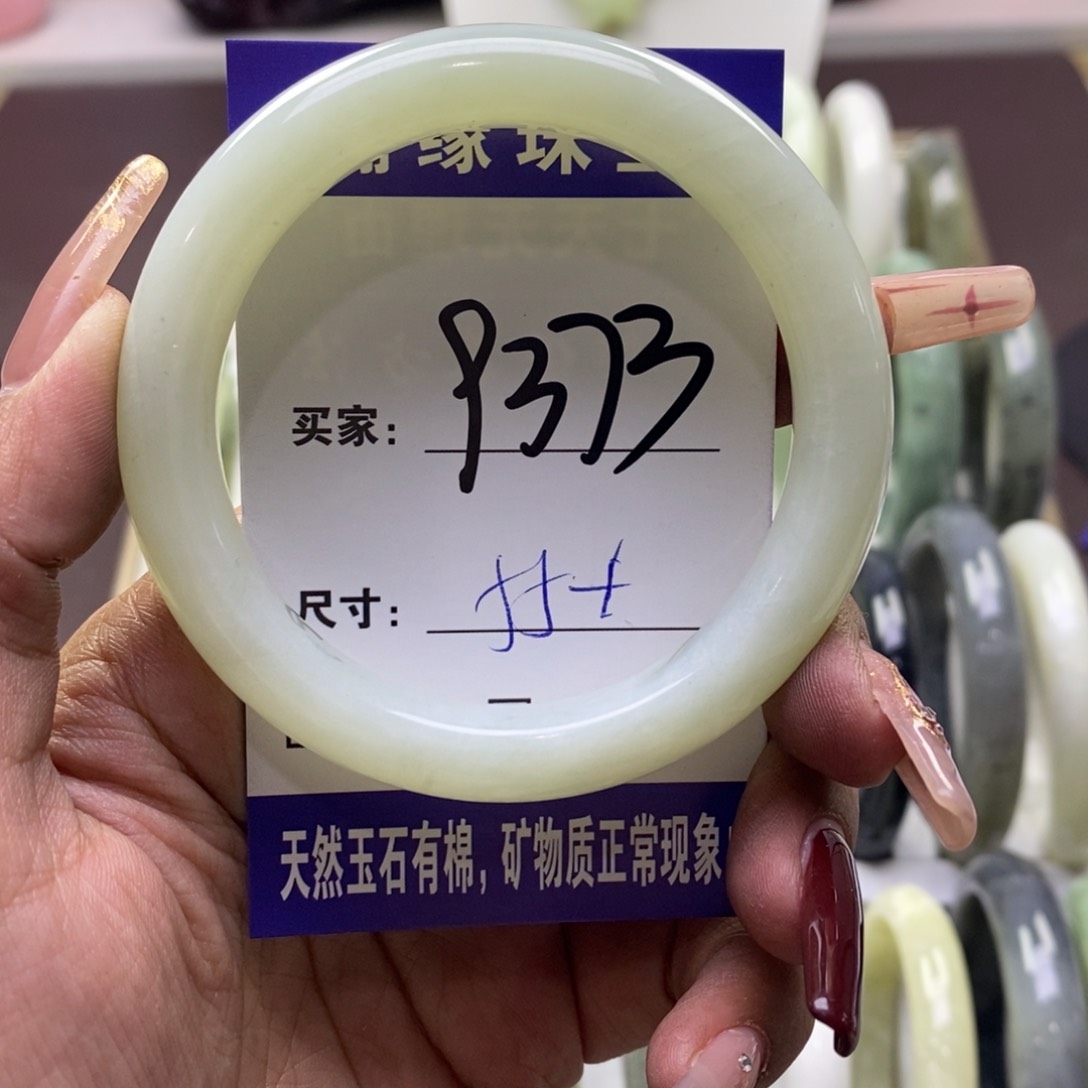 缘珠
买家: 9373
尺寸:
天然玉石有棉,矿物质正常现象